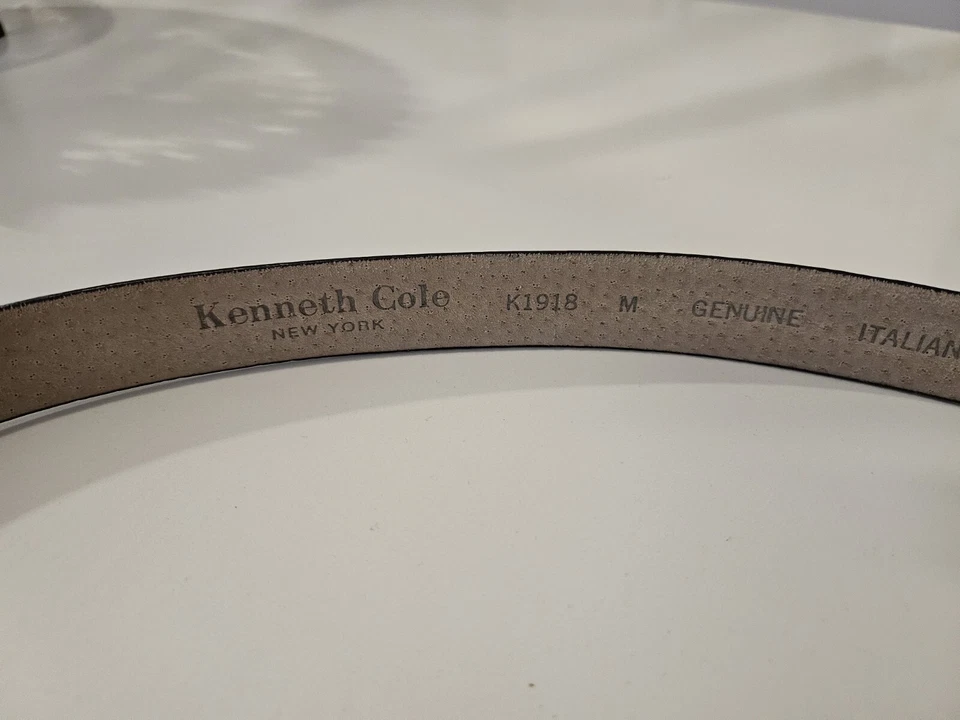 Kenneth Cole K1918 M GENUINE ITALIAN
NEW YORK